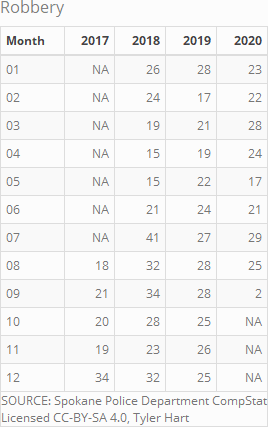 Robbery
Month 2017 2018 2019 2020
01 NA 26 28 23
02 NA 24 17 22
03 NA 19 21 28
04 NA 15 19 24
05 NA 15 22 17
06 NA 21 24 21
07 NA 41 27 29
08 18 32 28 25
09 21 34 28 2
10 20 28 25 NA
11 19 23 26 NA
12 34 32 25 NA
SOURCE: Spokane Police Department CompStat
Licensed CC-BY-SA 4.0, Tyler Hart